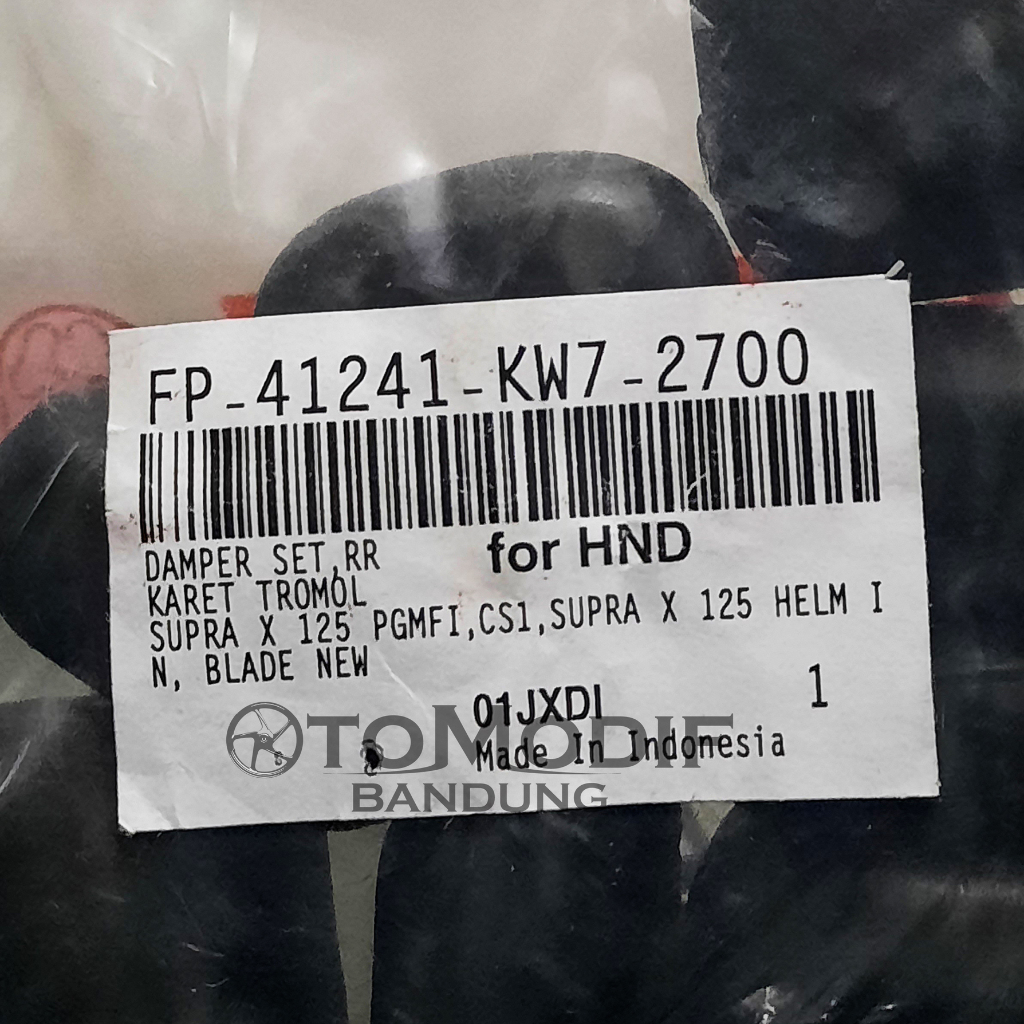 FP-41241-KW7-2700
DAMPER SET,RR
for HND
KARET TROMOL
SUPRA X 125 PGMFI,CS1,SUPRA X 125 HELM I
N, BLADE NEW
01JXDI
1
Made In Indonesia
OTOMODIF
BANDUNG